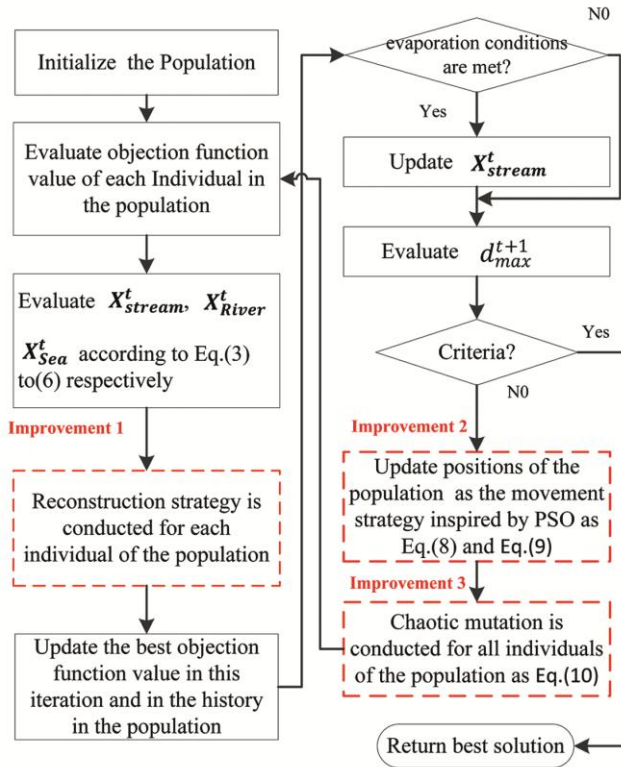 Initialize the Population
Evaluate objection function
value of each Individual in
the population
Evaluate X^t_stream, X^t_River
X^t_Sea according to Eq.(3)
to(6) respectively
Improvement 1
Reconstruction strategy is
conducted for each
individual of the population
Update the best objection
function value in this
iteration and in the history
in the population
evaporation conditions
are met?
N0
Yes
Update X^t_stream
Evaluate d^{t+1}_max
Criteria?
Yes
N0
Improvement 2
Update positions of the
population as the movement
strategy inspired by PSO as
Eq.(8) and Eq.(9)
Improvement 3
Chaotic mutation is
conducted for all individuals
of the population as Eq.(10)
Return best solution